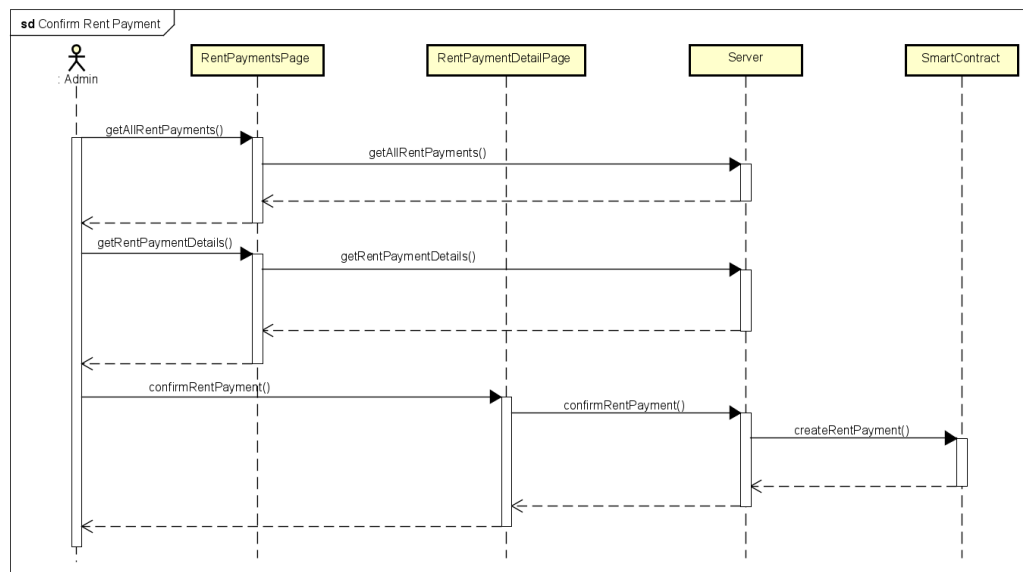 sd Confirm Rent Payment
: Admin
RentPaymentsPage
RentPaymentDetailPage
Server
SmartContract
getAllRentPayments()
getAllRentPayments()
getRentPaymentDetails()
getRentPaymentDetails()
confirmRentPayment()
confirmRentPayment()
createRentPayment()